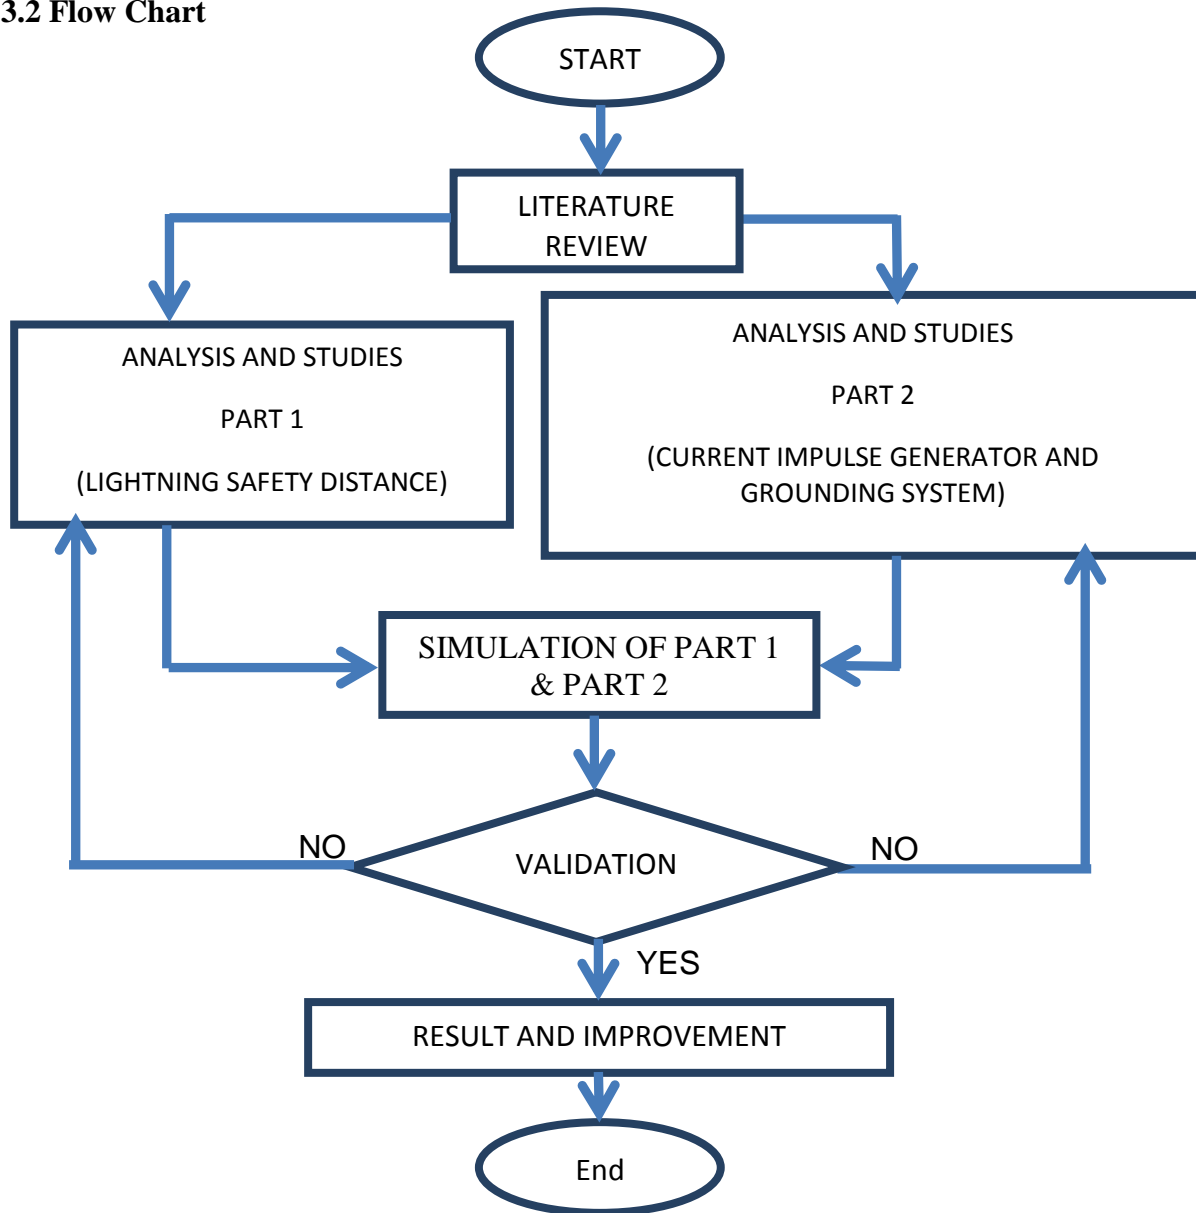 3.2 Flow Chart
START
LITERATURE
REVIEW
ANALYSIS AND STUDIES
PART 1
(LIGHTNING SAFETY DISTANCE)
ANALYSIS AND STUDIES
PART 2
(CURRENT IMPULSE GENERATOR AND
GROUNDING SYSTEM)
SIMULATION OF PART 1
& PART 2
NO
VALIDATION
NO
YES
RESULT AND IMPROVEMENT
End